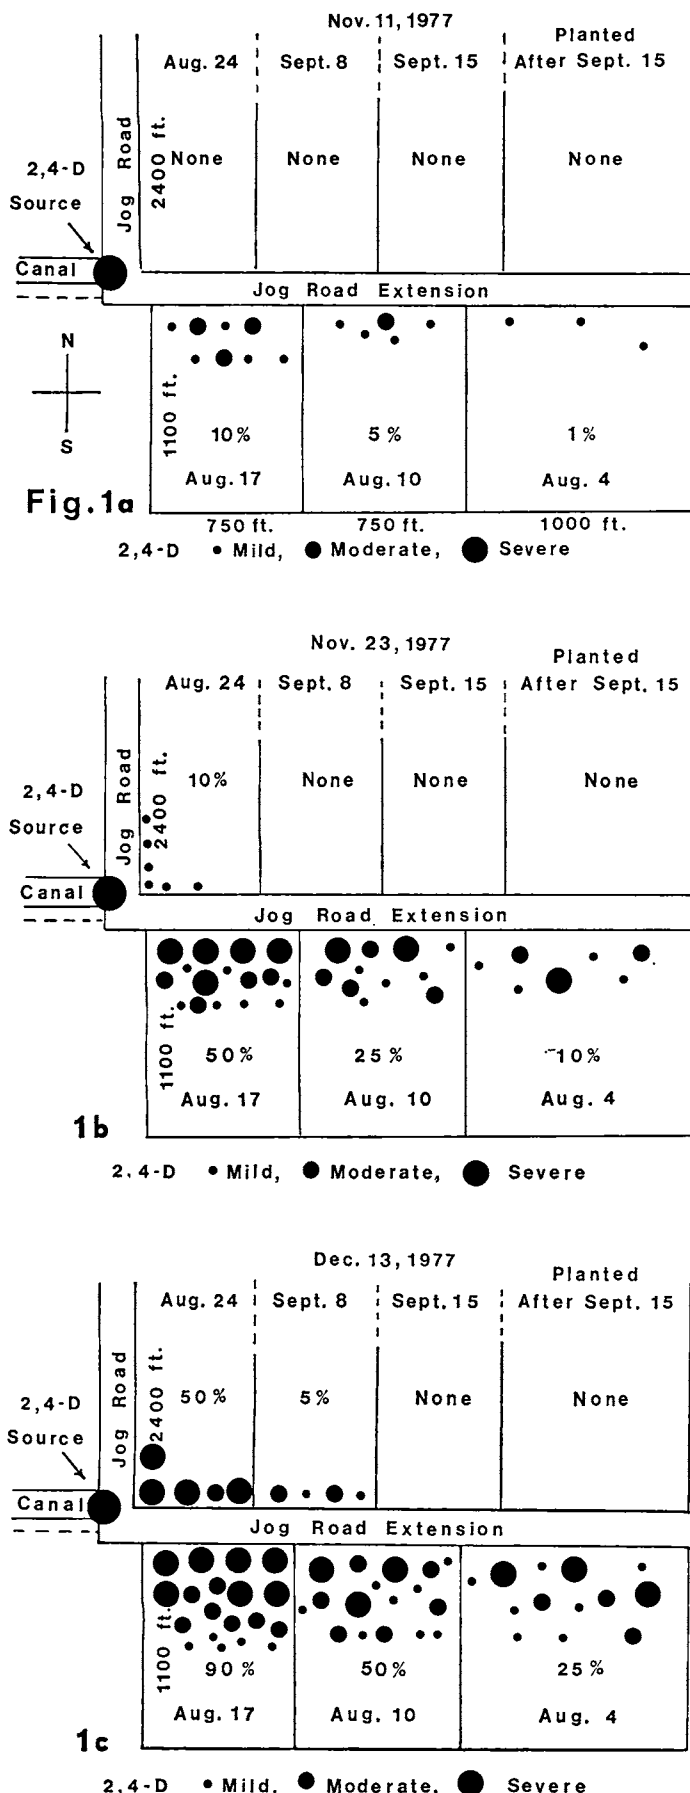 Nov. 11, 1977
Planted
Aug. 24 Sept. 8 Sept. 15 After Sept. 15
Jog Road
2400 ft.
None None None None
2,4-D
Source
Canal
Jog Road Extension
N
S
1100 ft.
10% 5% 1%
Aug. 17 Aug. 10 Aug. 4
Fig. 1a
750 ft. 750 ft. 1000 ft.
2,4-D Mild, Moderate, Severe
Nov. 23, 1977
Planted
Aug. 24 Sept. 8 Sept. 15 After Sept. 15
Jog Road
2400 ft.
10% None None None
2,4-D
Source
Canal
Jog Road Extension
1100 ft.
50% 25% 10%
Aug. 17 Aug. 10 Aug. 4
1b
2,4-D Mild, Moderate, Severe
Dec. 13, 1977
Planted
Aug. 24 Sept. 8 Sept. 15 After Sept. 15
Jog Road
2400 ft.
50% 5% None None
2,4-D
Source
Canal
Jog Road Extension
1100 ft.
90% 50% 25%
Aug. 17 Aug. 10 Aug. 4
1c
2,4-D Mild, Moderate, Severe